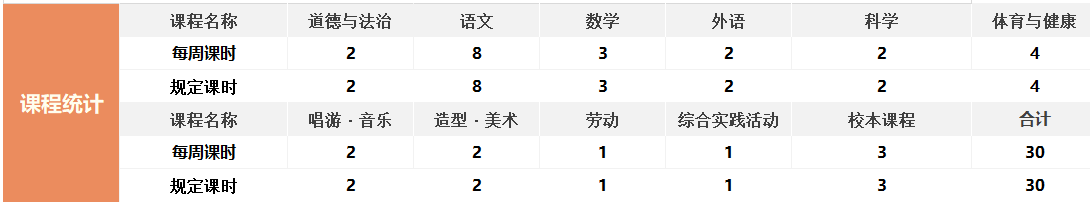 课程统计
课程名称 道德与法治 语文 数学 外语 科学 体育与健康
每周课时 2 8 3 2 2 4
规定课时 2 8 3 2 2 4
课程名称 唱游·音乐 造型·美术 劳动 综合实践活动 校本课程 合计
每周课时 2 2 1 1 3 30
规定课时 2 2 1 1 3 30